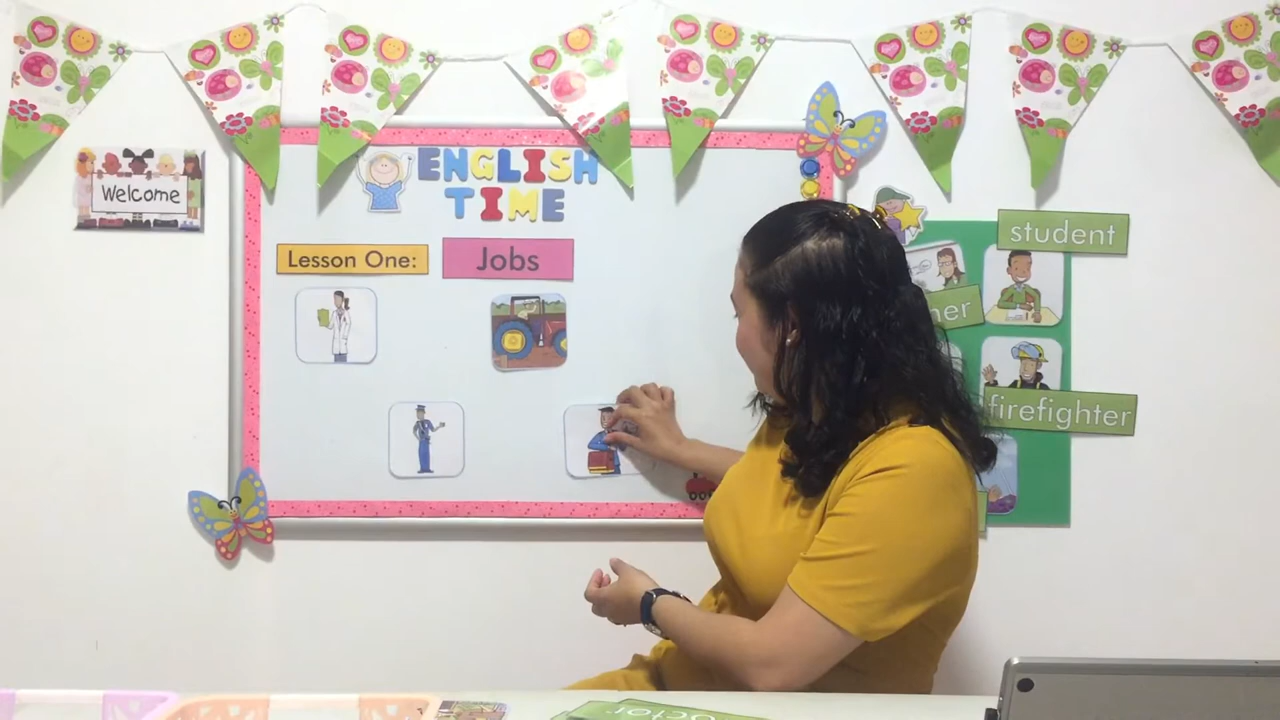 Welcome
ENGLISH
TIME
Lesson One:
Jobs
student
firefighter